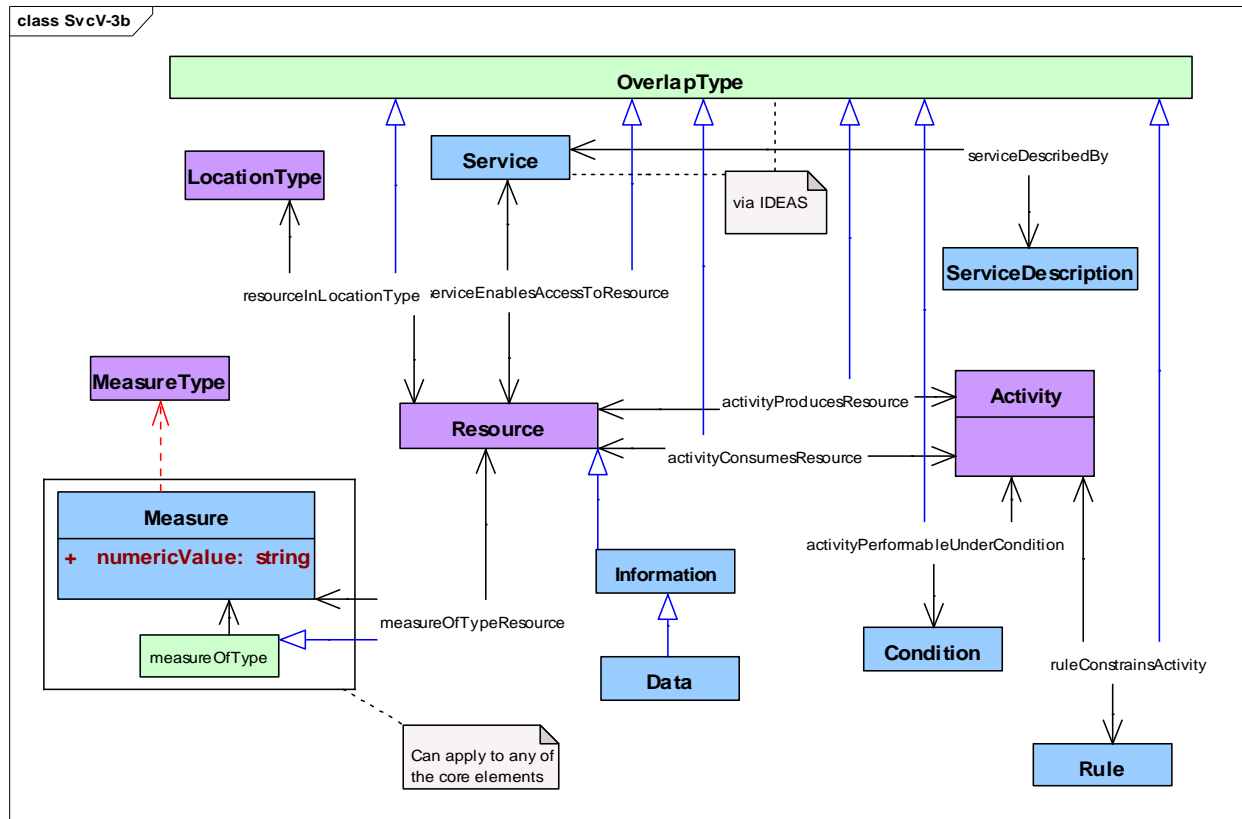 class SvcV-3b
OverlapType
Service
serviceDescribedBy
LocationType
via IDEAS
ServiceDescription
resourceInLocationType
serviceEnablesAccessToResource
MeasureType
Activity
activityProducesResource
Resource
activityConsumesResource
Measure
+ numericValue: string
activityPerformableUnderCondition
Information
measureOfTypeResource
measureOfType
Condition
ruleConstrainsActivity
Data
Can apply to any of
the core elements
Rule